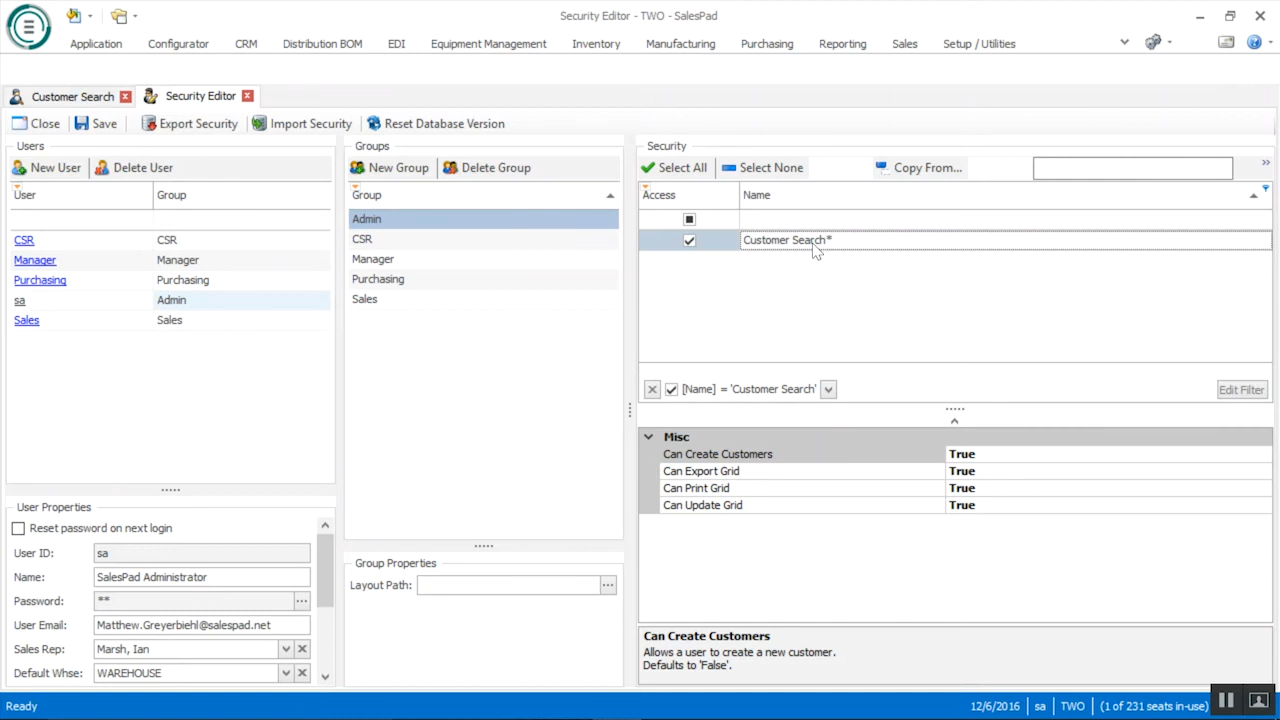 Security Editor - TWO - SalesPad
Application Configurator CRM Distribution BOM EDI Equipment Management Inventory Manufacturing Purchasing Reporting Sales Setup / Utilities
Customer Search Security Editor
Close Save Export Security Import Security Reset Database Version
Users
New User Delete User
User Group
CSR CSR
Manager Manager
Purchasing Purchasing
sa Admin
Sales Sales
User Properties
Reset password on next login
User ID: sa
Name: SalesPad Administrator
Password: **
User Email: Matthew.Greyerbiehl@salespad.net
Sales Rep: Marsh, Ian
Default Whse: WAREHOUSE
Groups
New Group Delete Group
Group
Admin
CSR
Manager
Purchasing
Sales
Group Properties
Layout Path:
Security
Select All Select None Copy From...
Access Name
Customer Search*
[Name] = 'Customer Search' Edit Filter
Misc
Can Create Customers True
Can Export Grid True
Can Print Grid True
Can Update Grid True
Can Create Customers
Allows a user to create a new customer.
Defaults to 'False'.
Ready 12/6/2016 sa TWO (1 of 231 seats in-use)